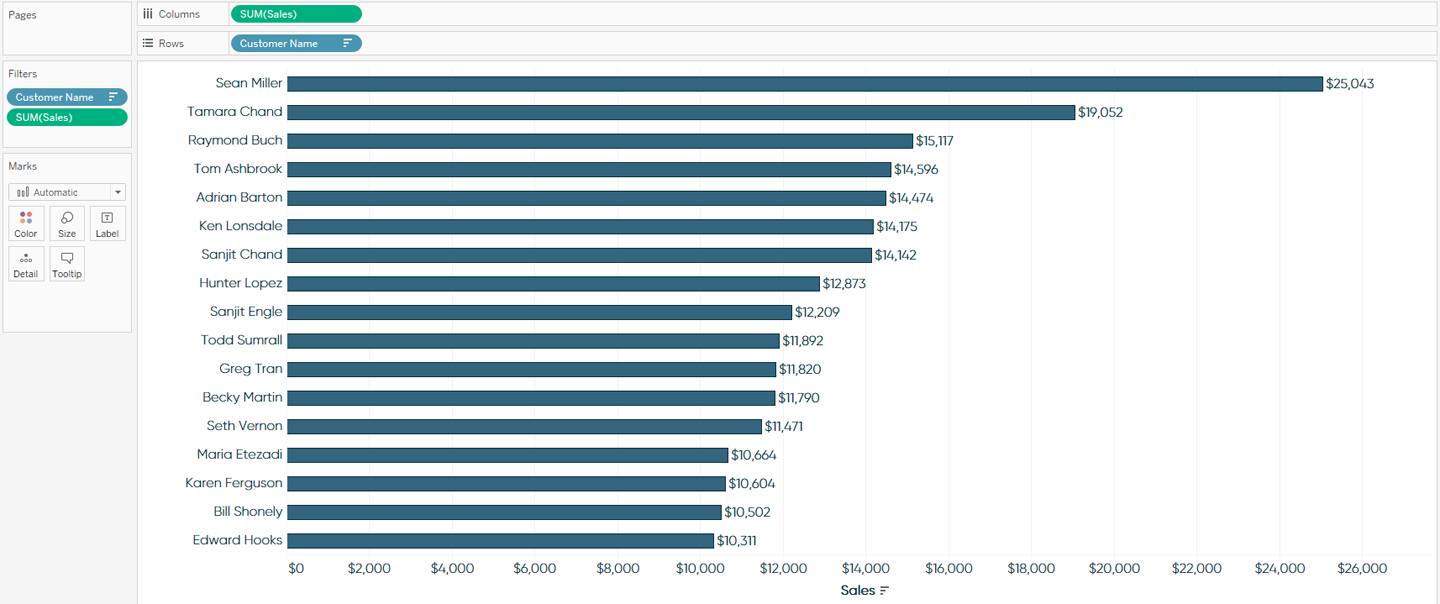 Pages
Columns
SUM(Sales)
Rows
Customer Name
Filters
Customer Name
SUM(Sales)
Marks
Automatic
Color
Size
Label
Detail
Tooltip
Sean Miller $25,043
Tamara Chand $19,052
Raymond Buch $15,117
Tom Ashbrook $14,596
Adrian Barton $14,474
Ken Lonsdale $14,175
Sanjit Chand $14,142
Hunter Lopez $12,873
Sanjit Engle $12,209
Todd Sumrall $11,892
Greg Tran $11,820
Becky Martin $11,790
Seth Vernon $11,471
Maria Etezadi $10,664
Karen Ferguson $10,604
Bill Shonely $10,502
Edward Hooks $10,311
$0 $2,000 $4,000 $6,000 $8,000 $10,000 $12,000 $14,000 $16,000 $18,000 $20,000 $22,000 $24,000 $26,000
Sales